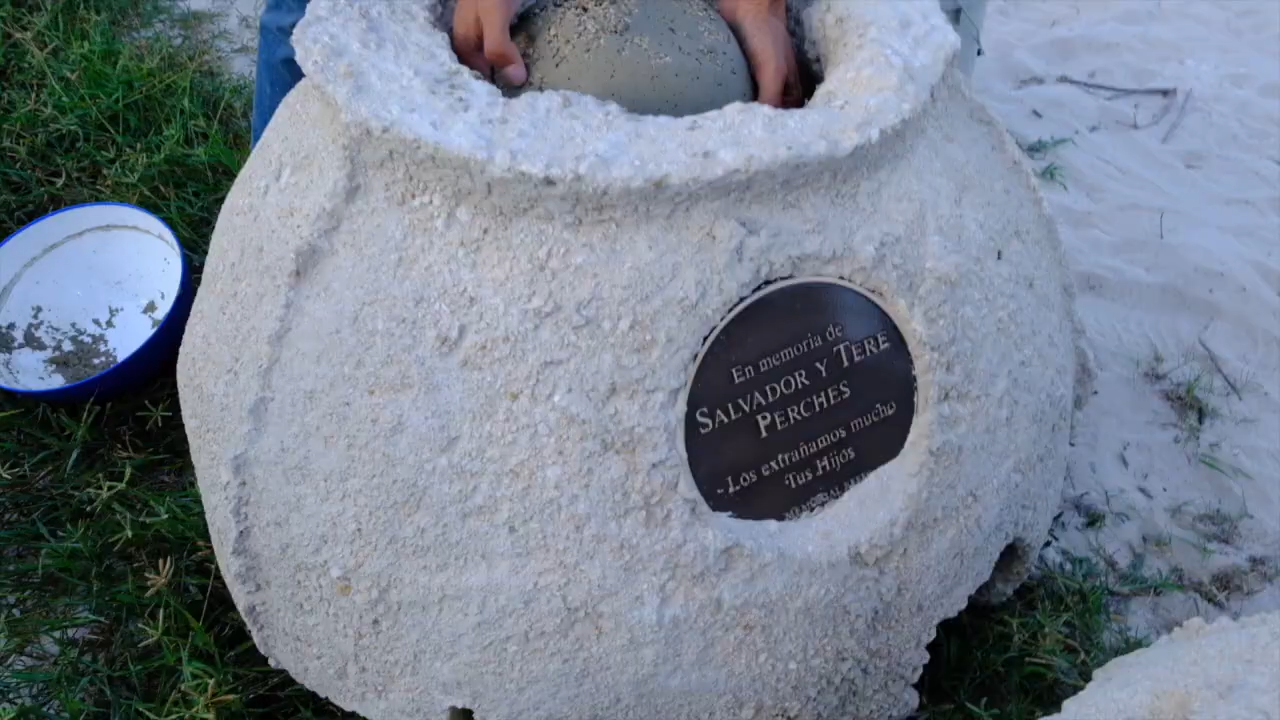 En memoria de
SALVADOR Y TERE
PERCHES
-Los extrañamos mucho
Tus Hijos